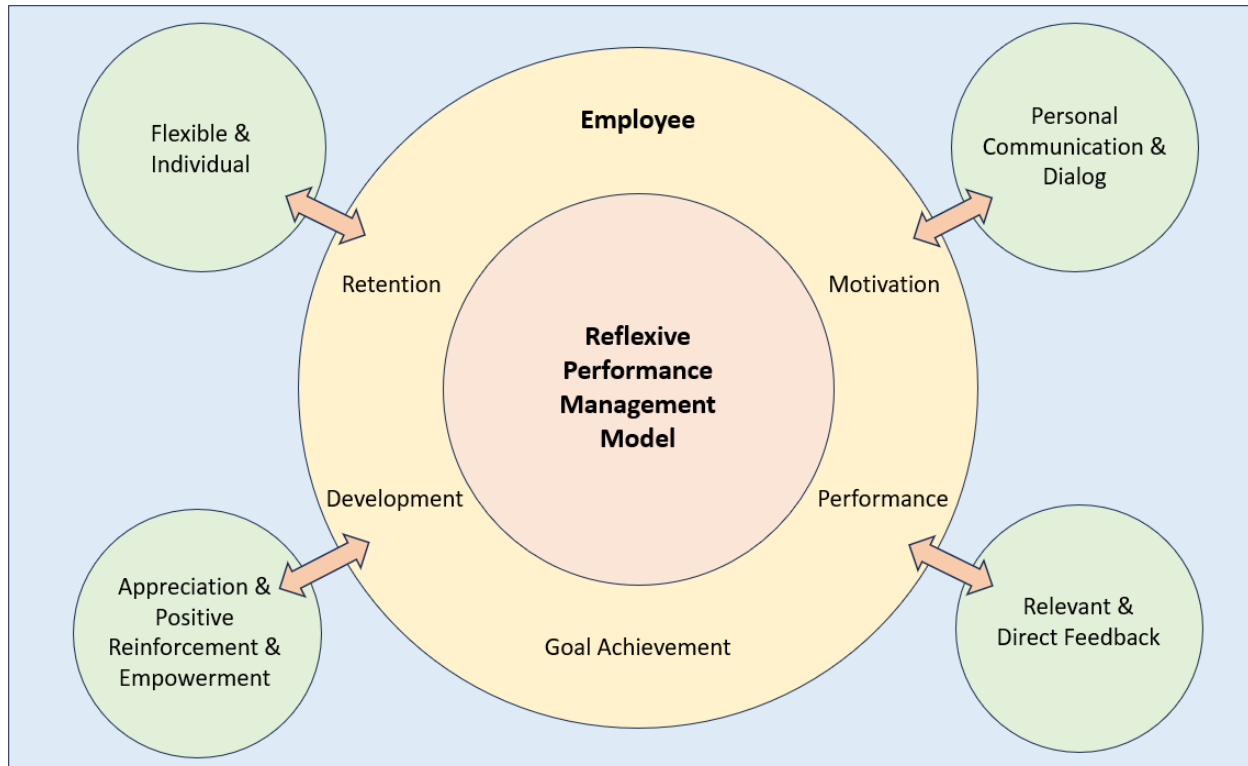 Employee
Flexible &
Individual
Personal
Communication &
Dialog
Retention
Motivation
Reflexive
Performance
Management
Model
Development
Performance
Appreciation &
Positive
Reinforcement &
Empowerment
Goal Achievement
Relevant &
Direct Feedback